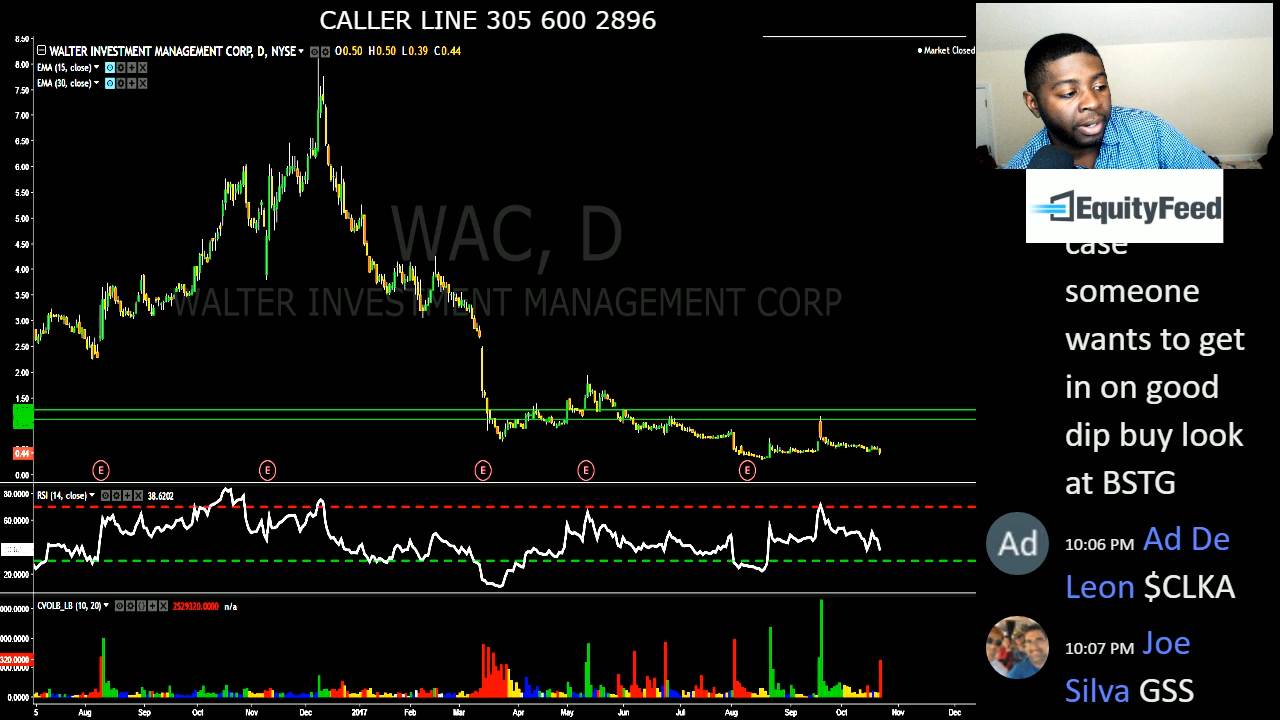 CALLER LINE 305 600 2896
WALTER INVESTMENT MANAGEMENT CORP, D, NYSE O0.50 H0.50 L0.39 C0.44
Market Closed
EMA (15, close)
EMA (30, close)
8.50
8.00
7.50
7.00
6.50
6.00
5.50
5.00
4.50
4.00
3.50
3.00
2.50
2.00
1.50
0.44
0.00
WAC, D
WALTER INVESTMENT MANAGEMENT CORP
E E E E E
RSI (14, close) 38.6202
80.0000
60.0000
20.0000
CVOLB_LB (10, 20) 2529320.0000 n/a
0.0000
5 Aug Sep Oct Nov Dec 2017 Feb Mar Apr May Jun Jul Aug Sep Oct Nov Dec
EquityFeed
case
someone
wants to get
in on good
dip buy look
at BSTG
Ad
10:06 PM Ad De
Leon $CLKA
10:07 PM Joe
Silva GSS